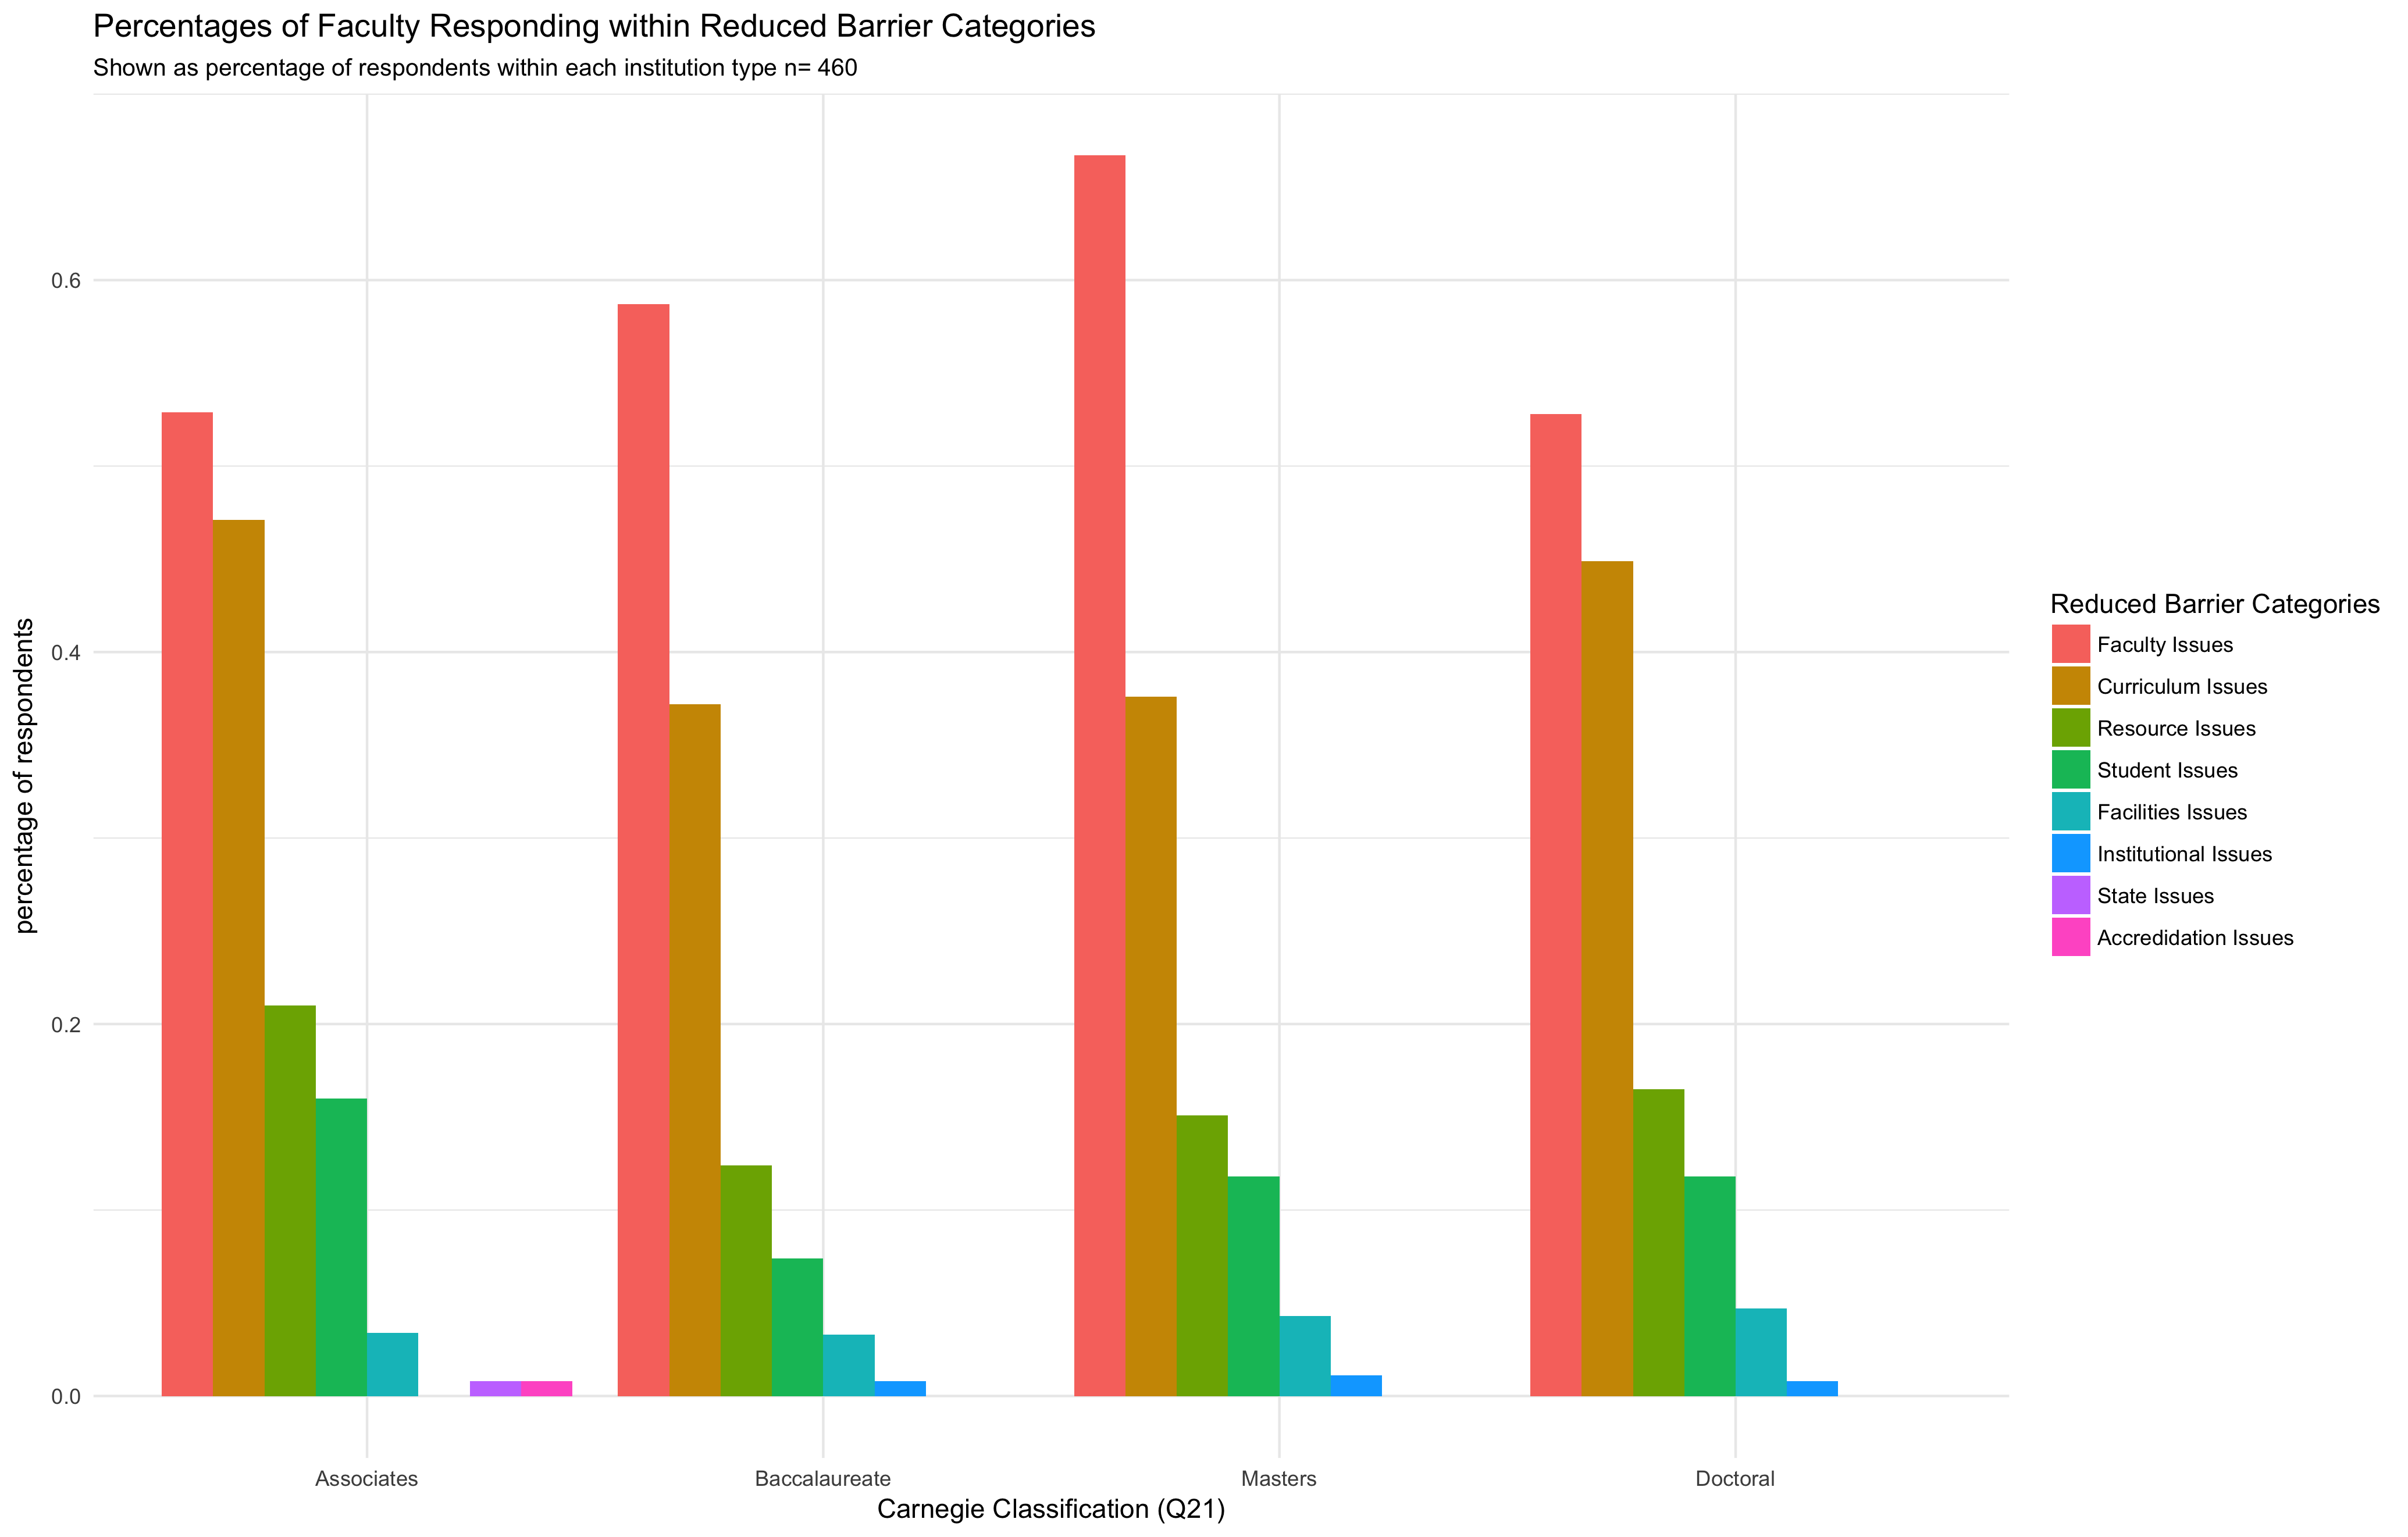 Percentages of Faculty Responding within Reduced Barrier Categories
Shown as percentage of respondents within each institution type n= 460
percentage of respondents
0.6
0.4
0.2
0.0
Associates
Baccalaureate
Masters
Doctoral
Carnegie Classification (Q21)
Reduced Barrier Categories
Faculty Issues
Curriculum Issues
Resource Issues
Student Issues
Facilities Issues
Institutional Issues
State Issues
Accredidation Issues